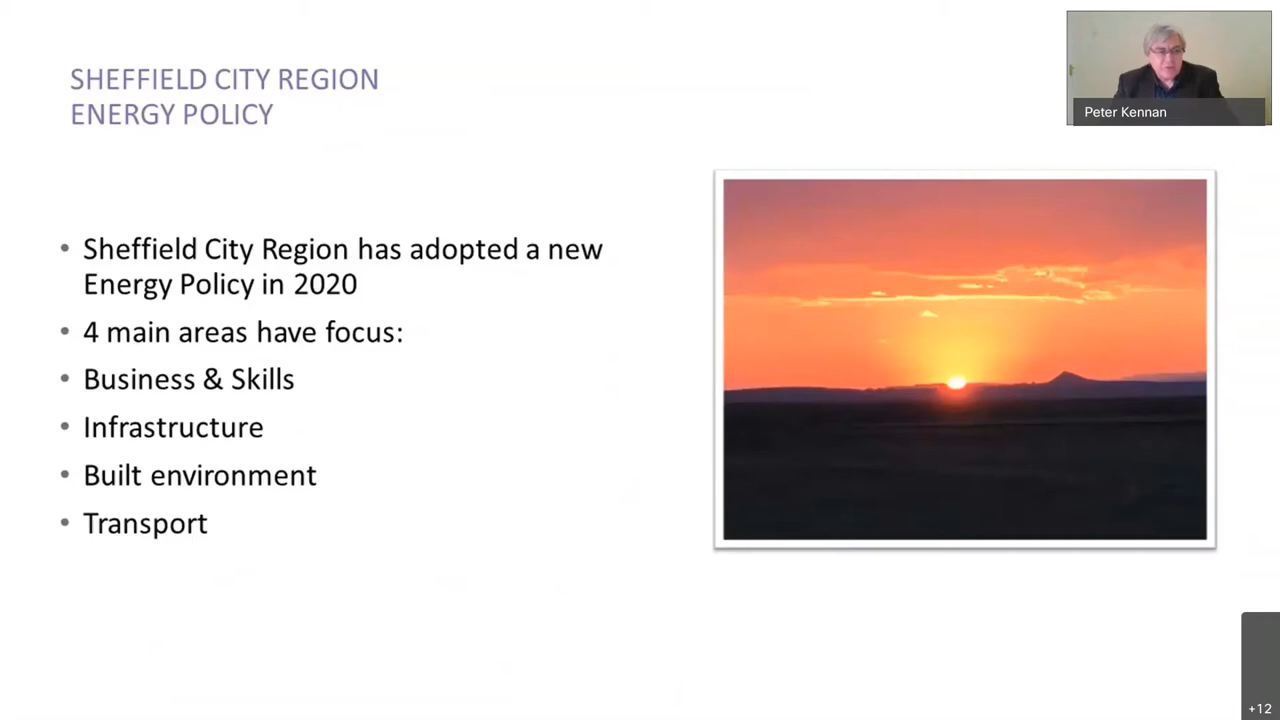 SHEFFIELD CITY REGION
ENERGY POLICY
Peter Kennan
• Sheffield City Region has adopted a new
Energy Policy in 2020
• 4 main areas have focus:
• Business & Skills
• Infrastructure
• Built environment
• Transport
+12